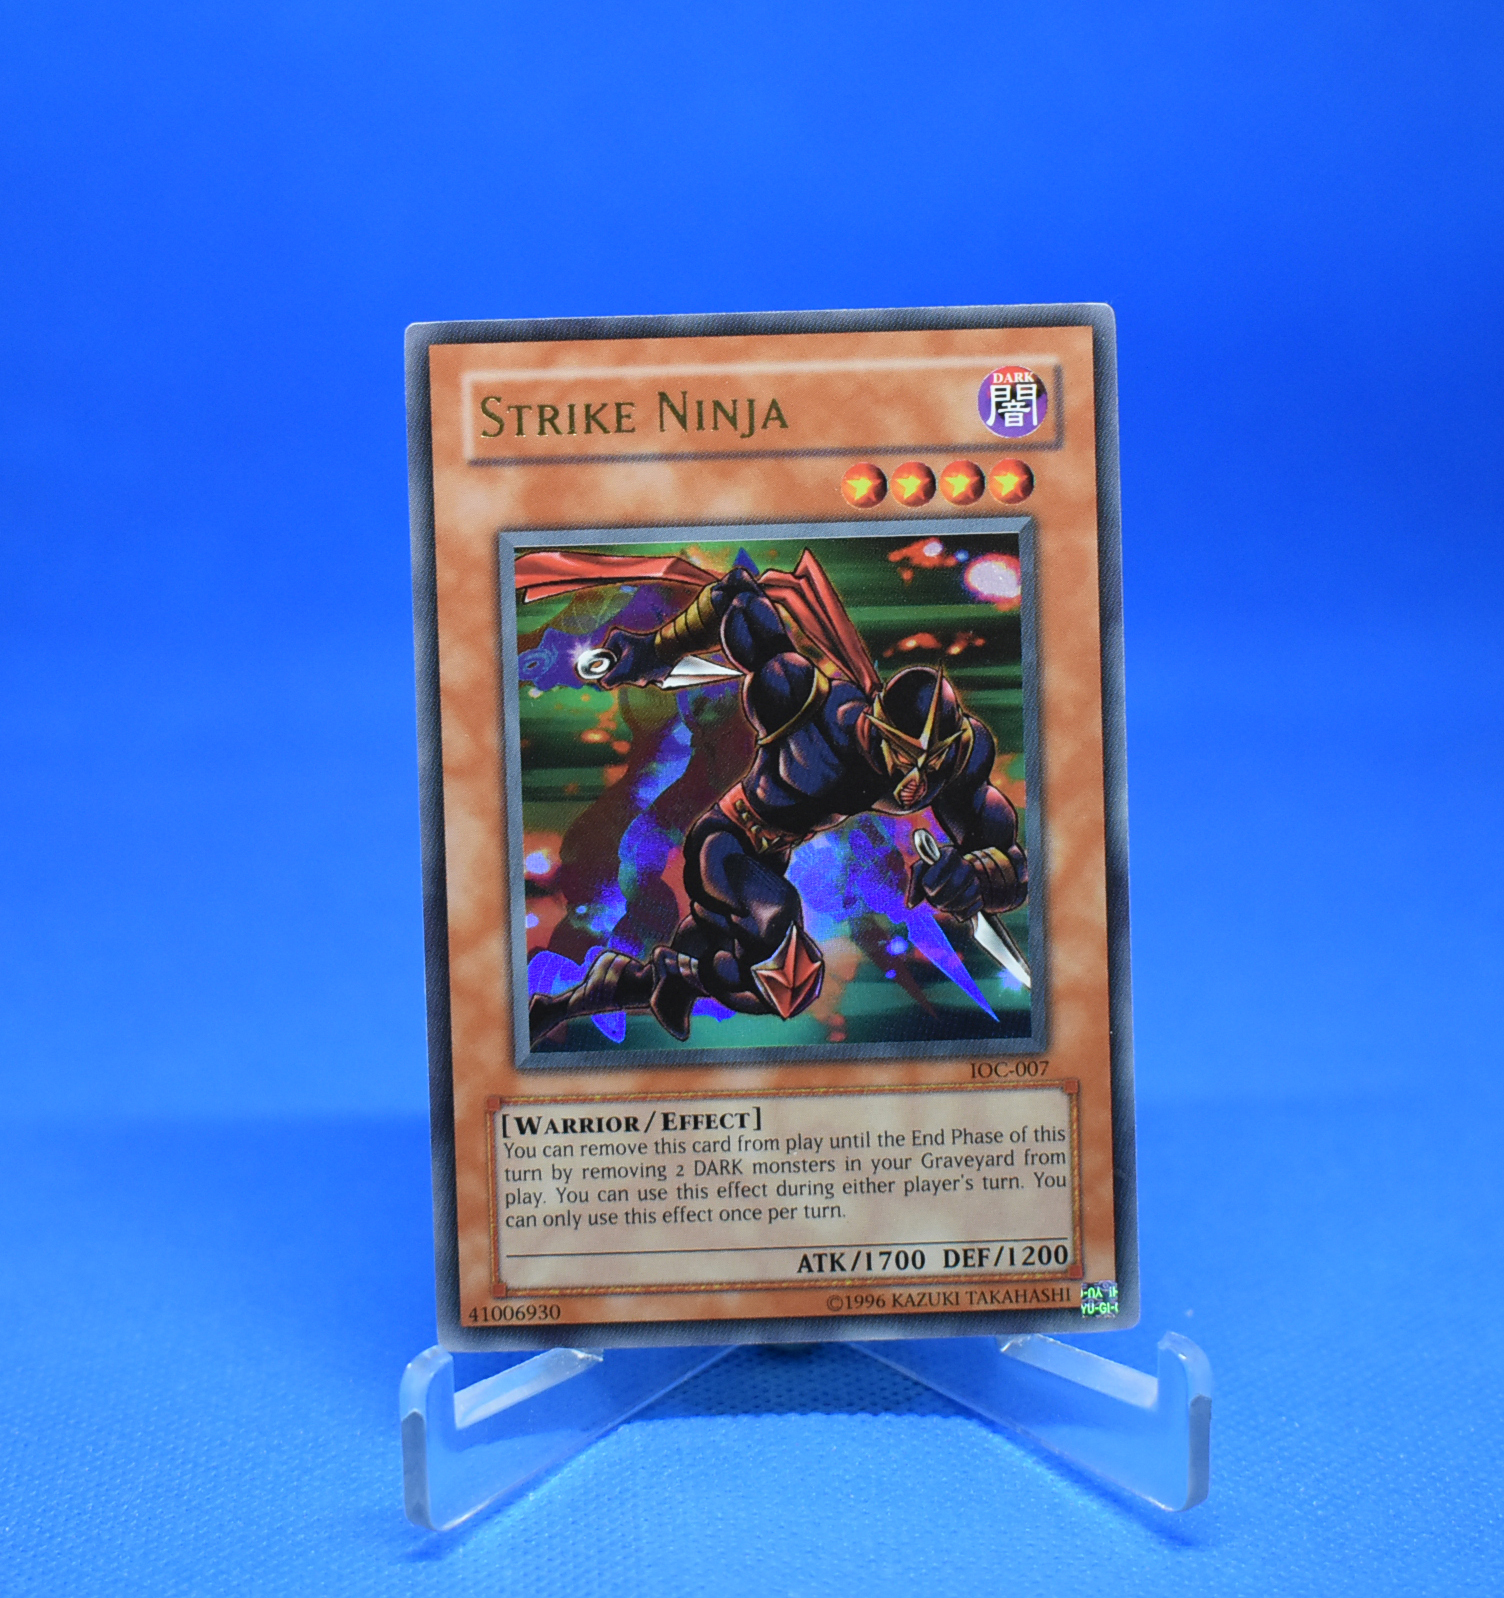 STRIKE NINJA
DARK
闇
IOC-007
[WARRIOR/EFFECT]
You can remove this card from play until the End Phase of this
turn by removing 2 DARK monsters in your Graveyard from
play. You can use this effect during either player's turn. You
can only use this effect once per turn.
ATK/1700 DEF/1200
41006930
©1996 KAZUKI TAKAHASHI